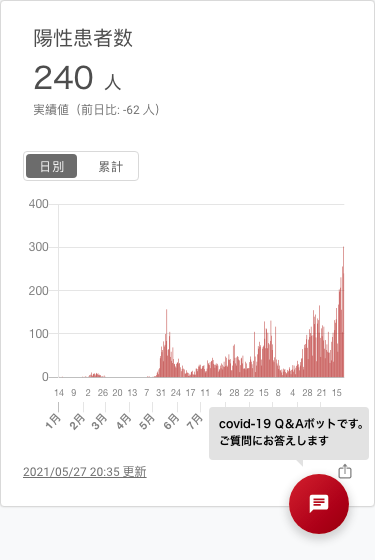 陽性患者数
240 人
実績値（前日比: -62 人）
日別 累計
400
300
200
100
0
14 9 2 26 20 13 7 31 24 17 11 4 28 22 15 8 4 28 21 15
1月 2月 3月 4月 5月 6月 7月
covid-19 Q&Aボットです。
ご質問にお答えします
2021/05/27 20:35 更新